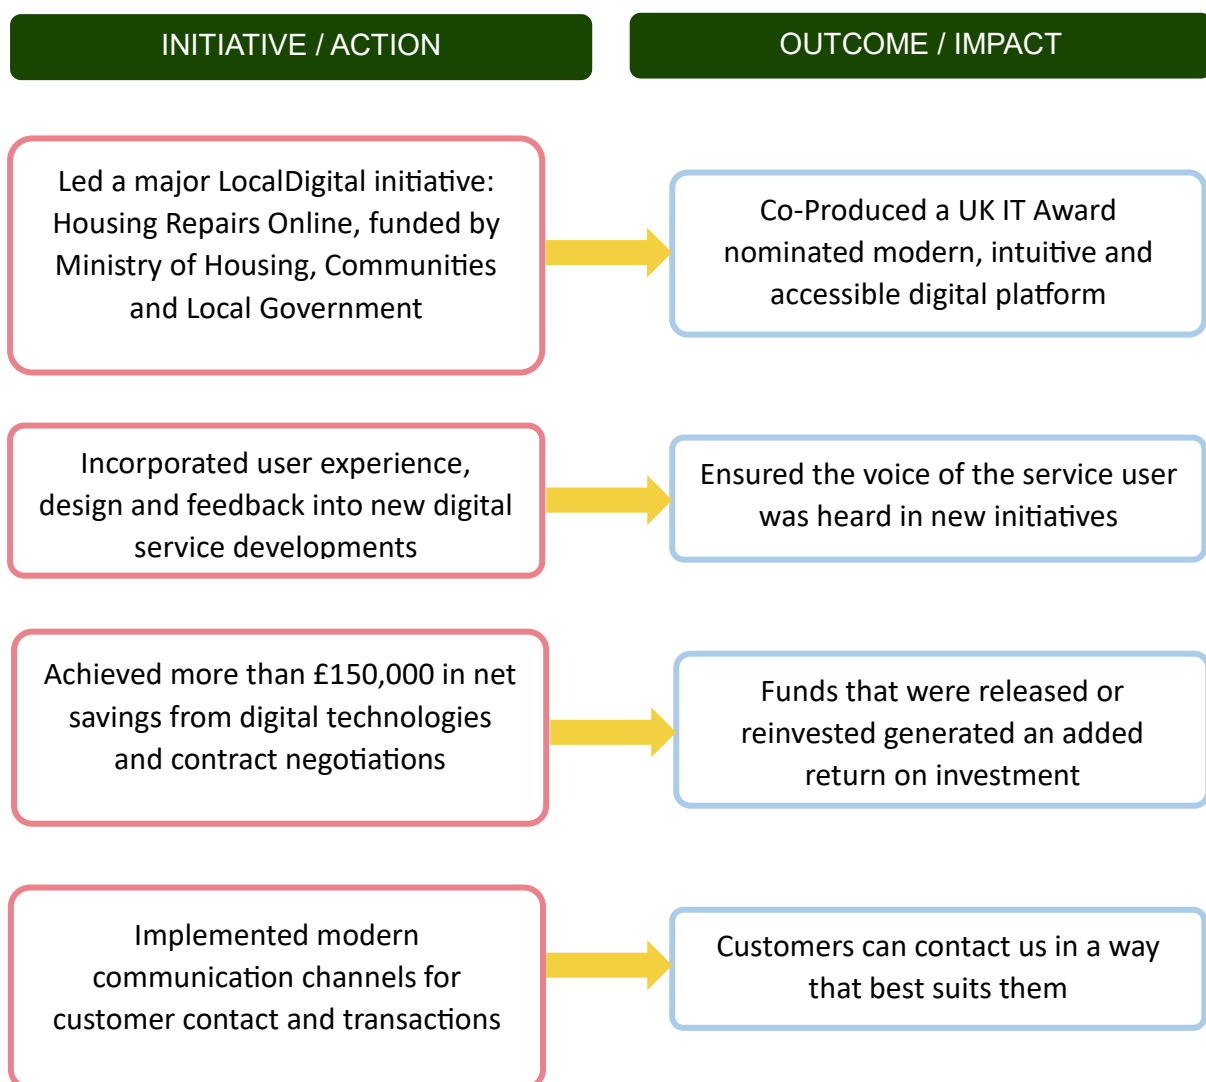 INITIATIVE / ACTION
OUTCOME / IMPACT
Led a major LocalDigital initiative:
Housing Repairs Online, funded by
Ministry of Housing, Communities
and Local Government
Co-Produced a UK IT Award
nominated modern, intuitive and
accessible digital platform
Incorporated user experience,
design and feedback into new digital
service developments
Ensured the voice of the service user
was heard in new initiatives
Achieved more than £150,000 in net
savings from digital technologies
and contract negotiations
Funds that were released or
reinvested generated an added
return on investment
Implemented modern
communication channels for
customer contact and transactions
Customers can contact us in a way
that best suits them